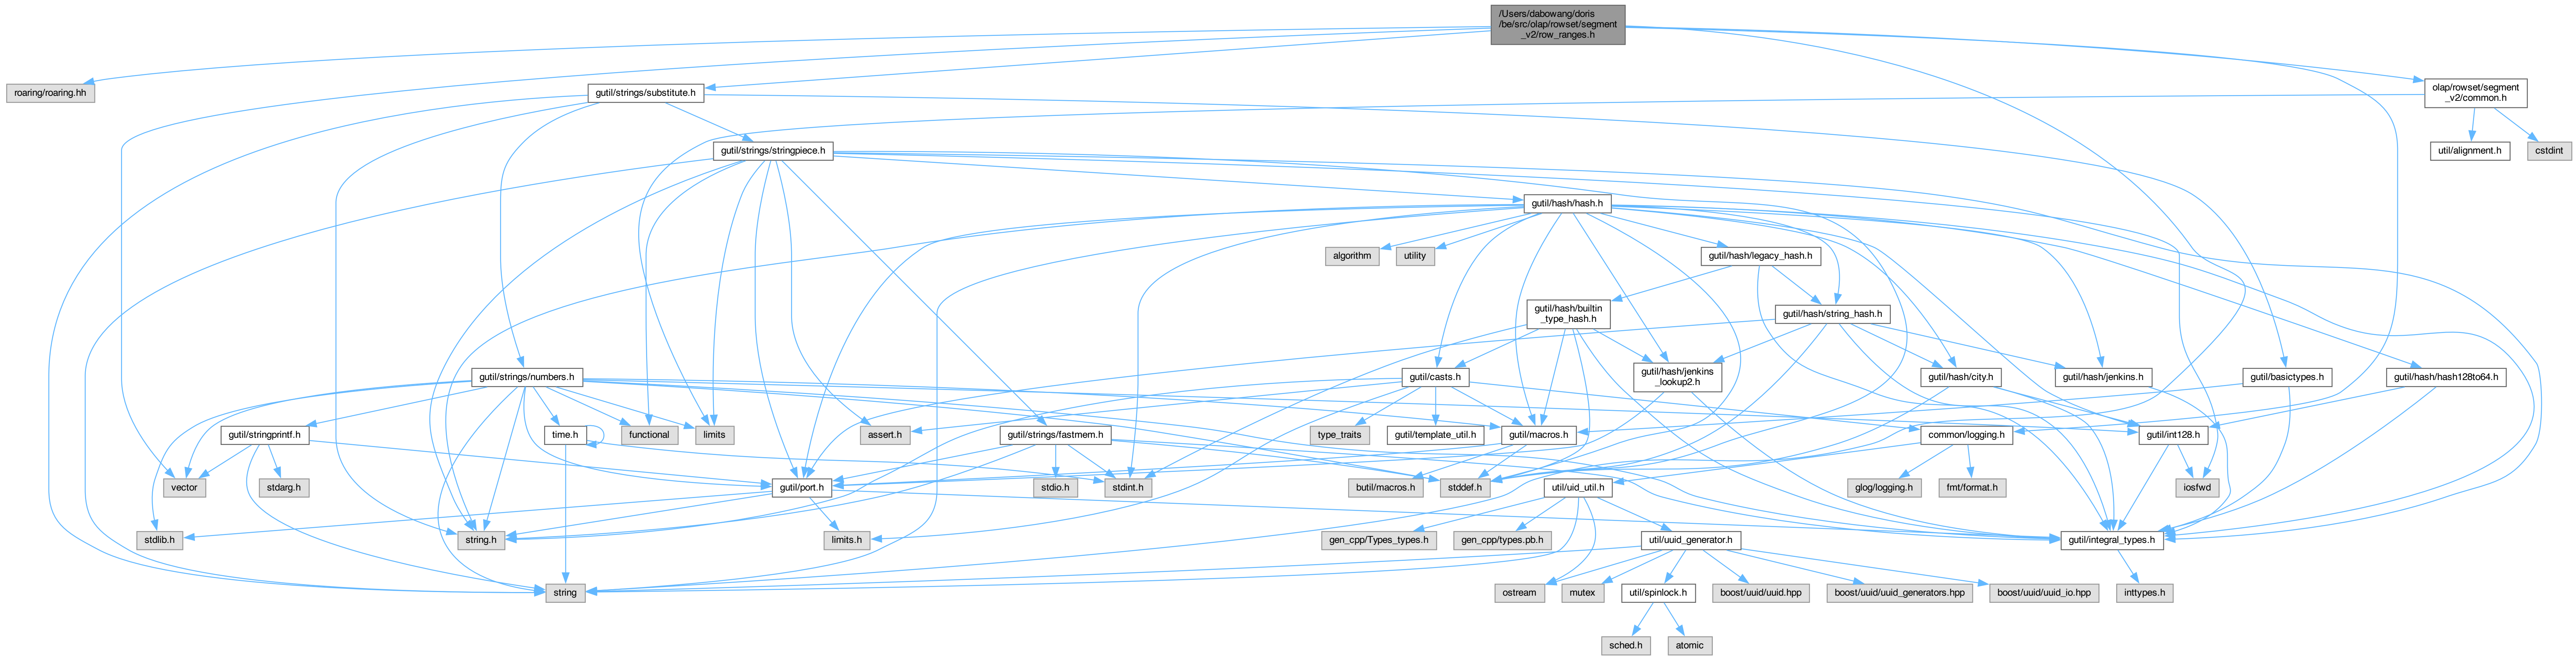 /Users/dabowang/doris
/be/src/olap/rowset/segment
_v2/row_ranges.h
roaring/roaring.hh
gutil/strings/substitute.h
olap/rowset/segment
_v2/common.h
gutil/strings/stringpiece.h
util/alignment.h
cstdint
gutil/hash/hash.h
algorithm
utility
gutil/hash/legacy_hash.h
gutil/hash/builtin
_type_hash.h
gutil/hash/string_hash.h
gutil/strings/numbers.h
gutil/casts.h
gutil/hash/jenkins
_lookup2.h
gutil/hash/city.h
gutil/hash/jenkins.h
gutil/basictypes.h
gutil/hash/hash128to64.h
gutil/stringprintf.h
time.h
functional
limits
assert.h
gutil/strings/fastmem.h
type_traits
gutil/template_util.h
gutil/macros.h
common/logging.h
gutil/int128.h
vector
stdarg.h
gutil/port.h
stdio.h
stdint.h
butil/macros.h
stddef.h
util/uid_util.h
glog/logging.h
fmt/format.h
iosfwd
stdlib.h
string.h
limits.h
gen_cpp/Types_types.h
gen_cpp/types.pb.h
util/uuid_generator.h
gutil/integral_types.h
string
ostream
mutex
util/spinlock.h
boost/uuid/uuid.hpp
boost/uuid/uuid_generators.hpp
boost/uuid/uuid_io.hpp
inttypes.h
sched.h
atomic